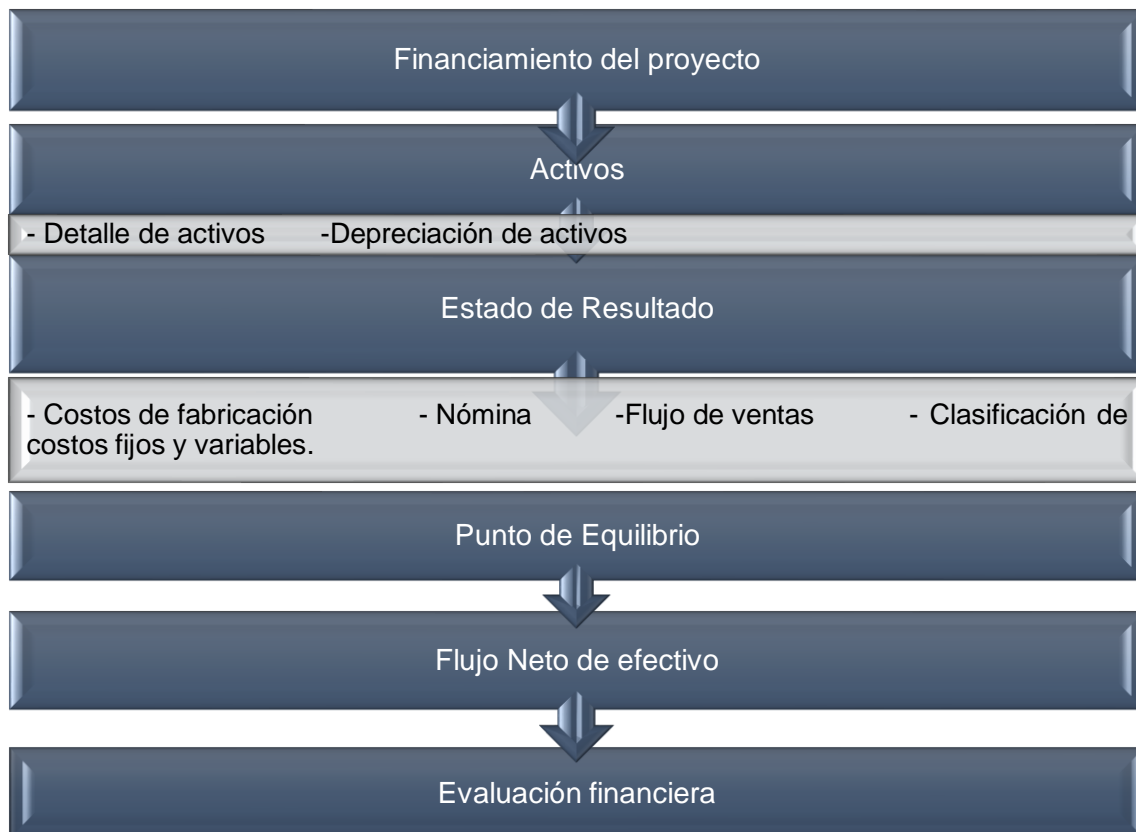 Financiamiento del proyecto
Activos
- Detalle de activos -Depreciación de activos
Estado de Resultado
- Costos de fabricación - Nómina -Flujo de ventas - Clasificación de
costos fijos y variables.
Punto de Equilibrio
Flujo Neto de efectivo
Evaluación financiera